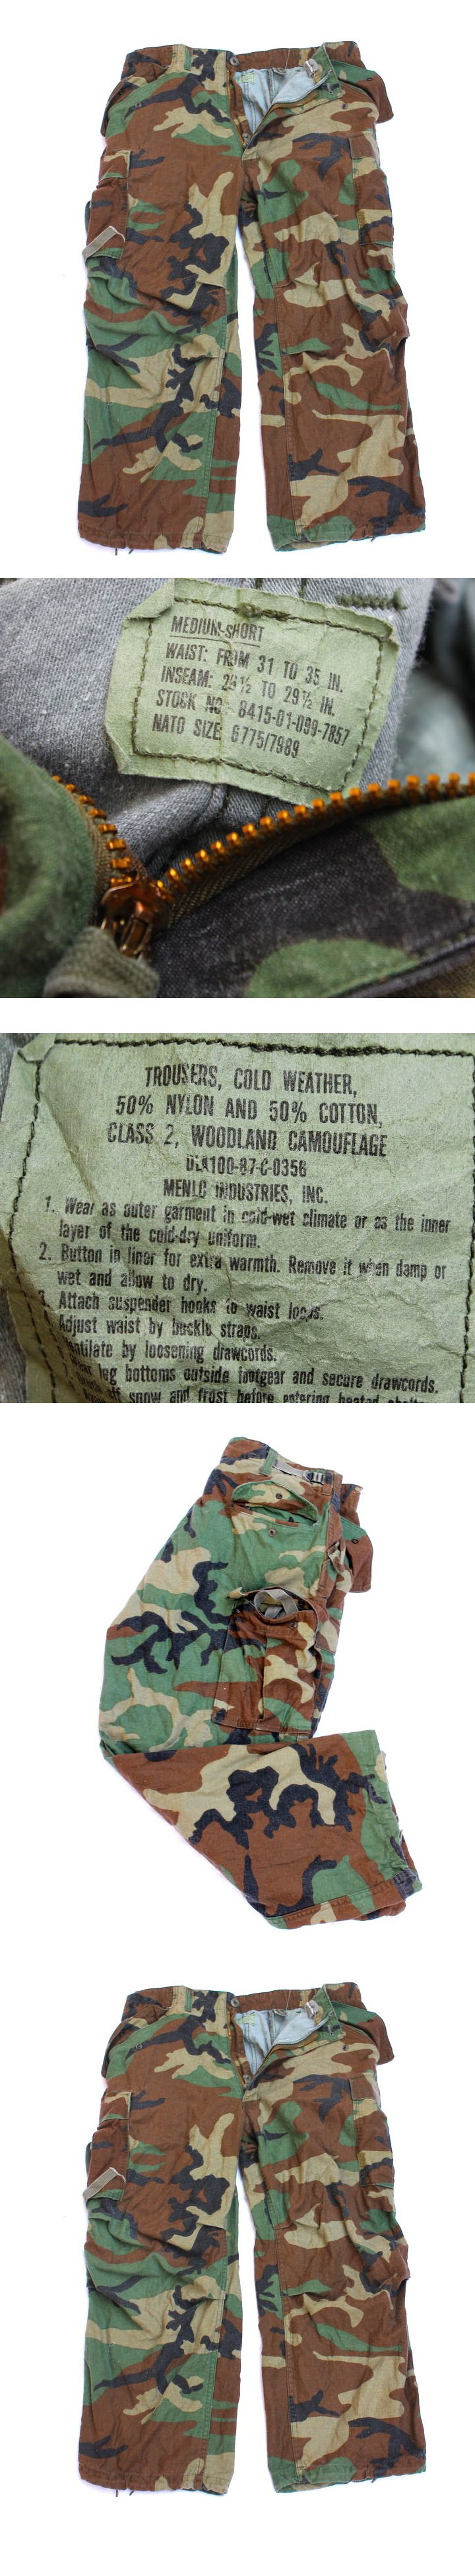 MEDIUM-SHORT
WAIST: FROM 31 TO 35 IN.
INSEAM: 26½ TO 29½ IN.
STOCK NO. 8415-01-099-7857
NATO SIZE 6775/7989
TROUSERS, COLD WEATHER,
50% NYLON AND 50% COTTON,
CLASS 2, WOODLAND CAMOUFLAGE
DLA100-87-C-0356
MENLO INDUSTRIES, INC.
1. Wear as outer garment in cold-wet climate or as the inner
layer of the cold-dry uniform.
2. Button in liner for extra warmth. Remove it when damp or
wet and allow to dry.
3. Attach suspender hooks to waist loops.
Adjust waist by buckle straps.
by loosening drawcords.
leg bottoms outside footgear and secure drawcords.
snow and frost before entering heated